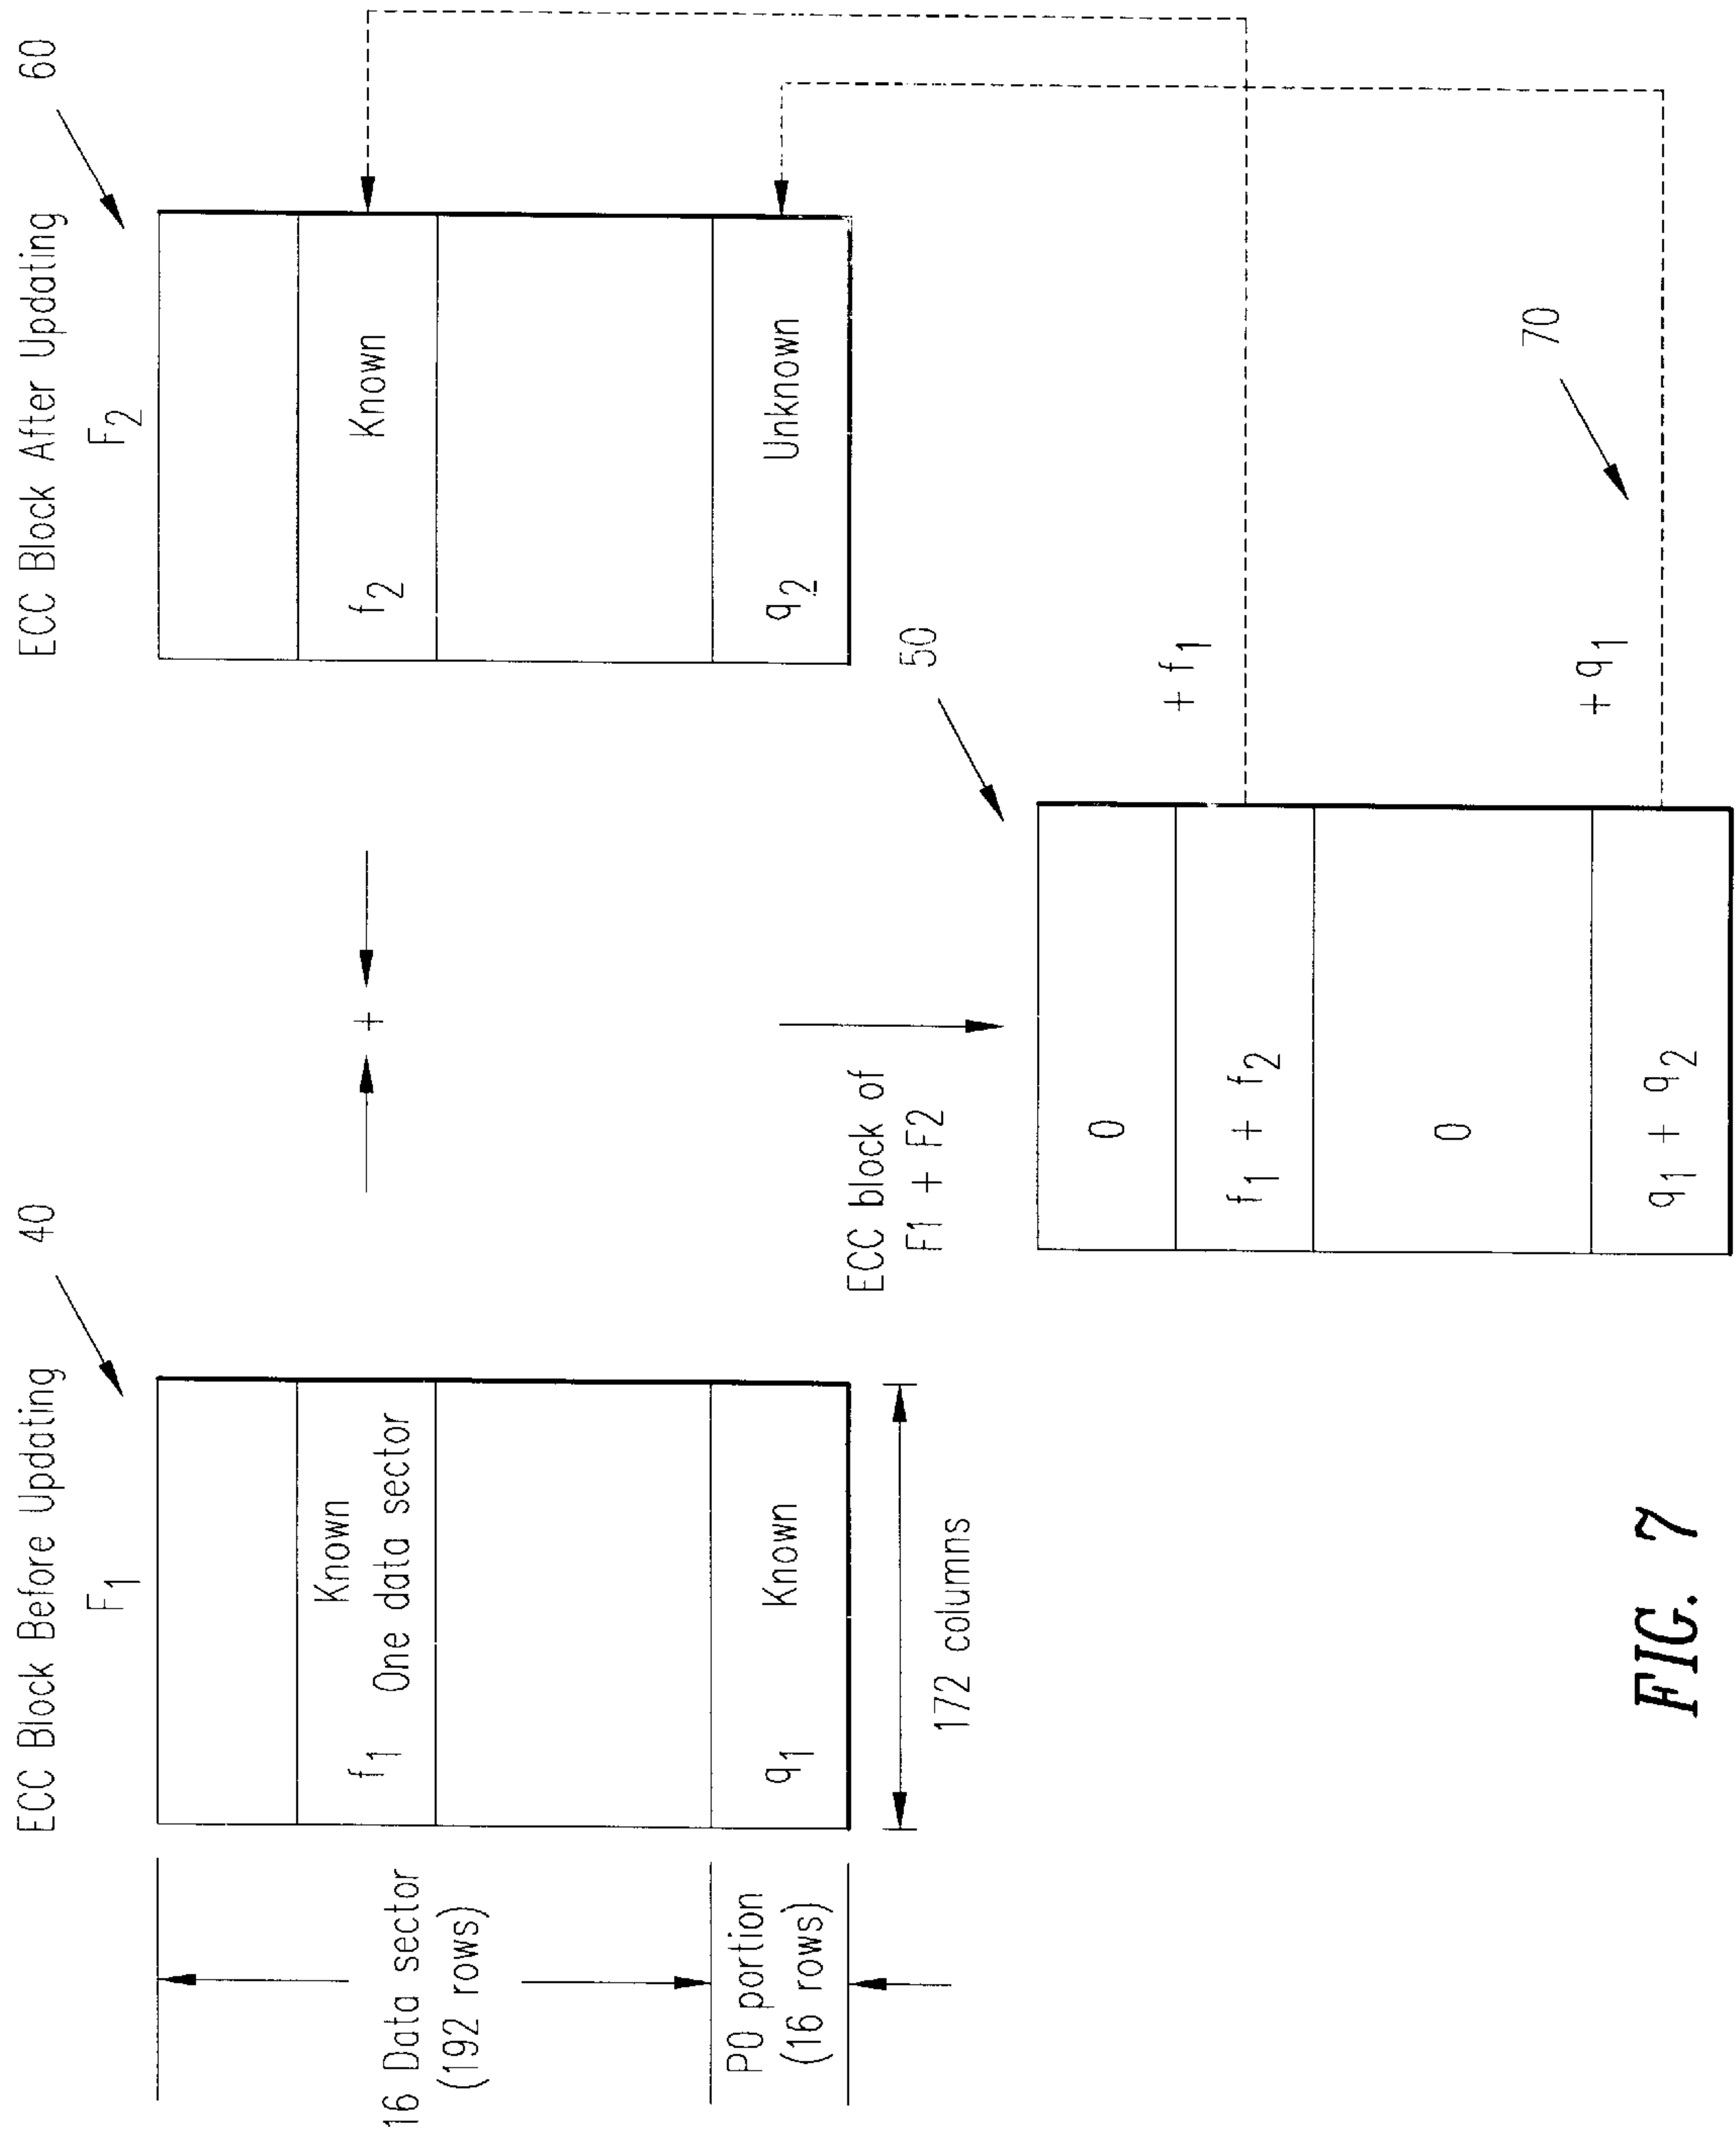 ECC Block Before Updating
40
F1
16 Data sector
(192 rows)
PO portion
(16 rows)
Known
f1 One data sector
q1 Known
172 columns
+
ECC Block After Updating
60
F2
f2 Known
q2 Unknown
ECC block of
F1 + F2
50
0
f1 + f2
0
q1 + q2
+ f1
+ q1
70
FIG. 7